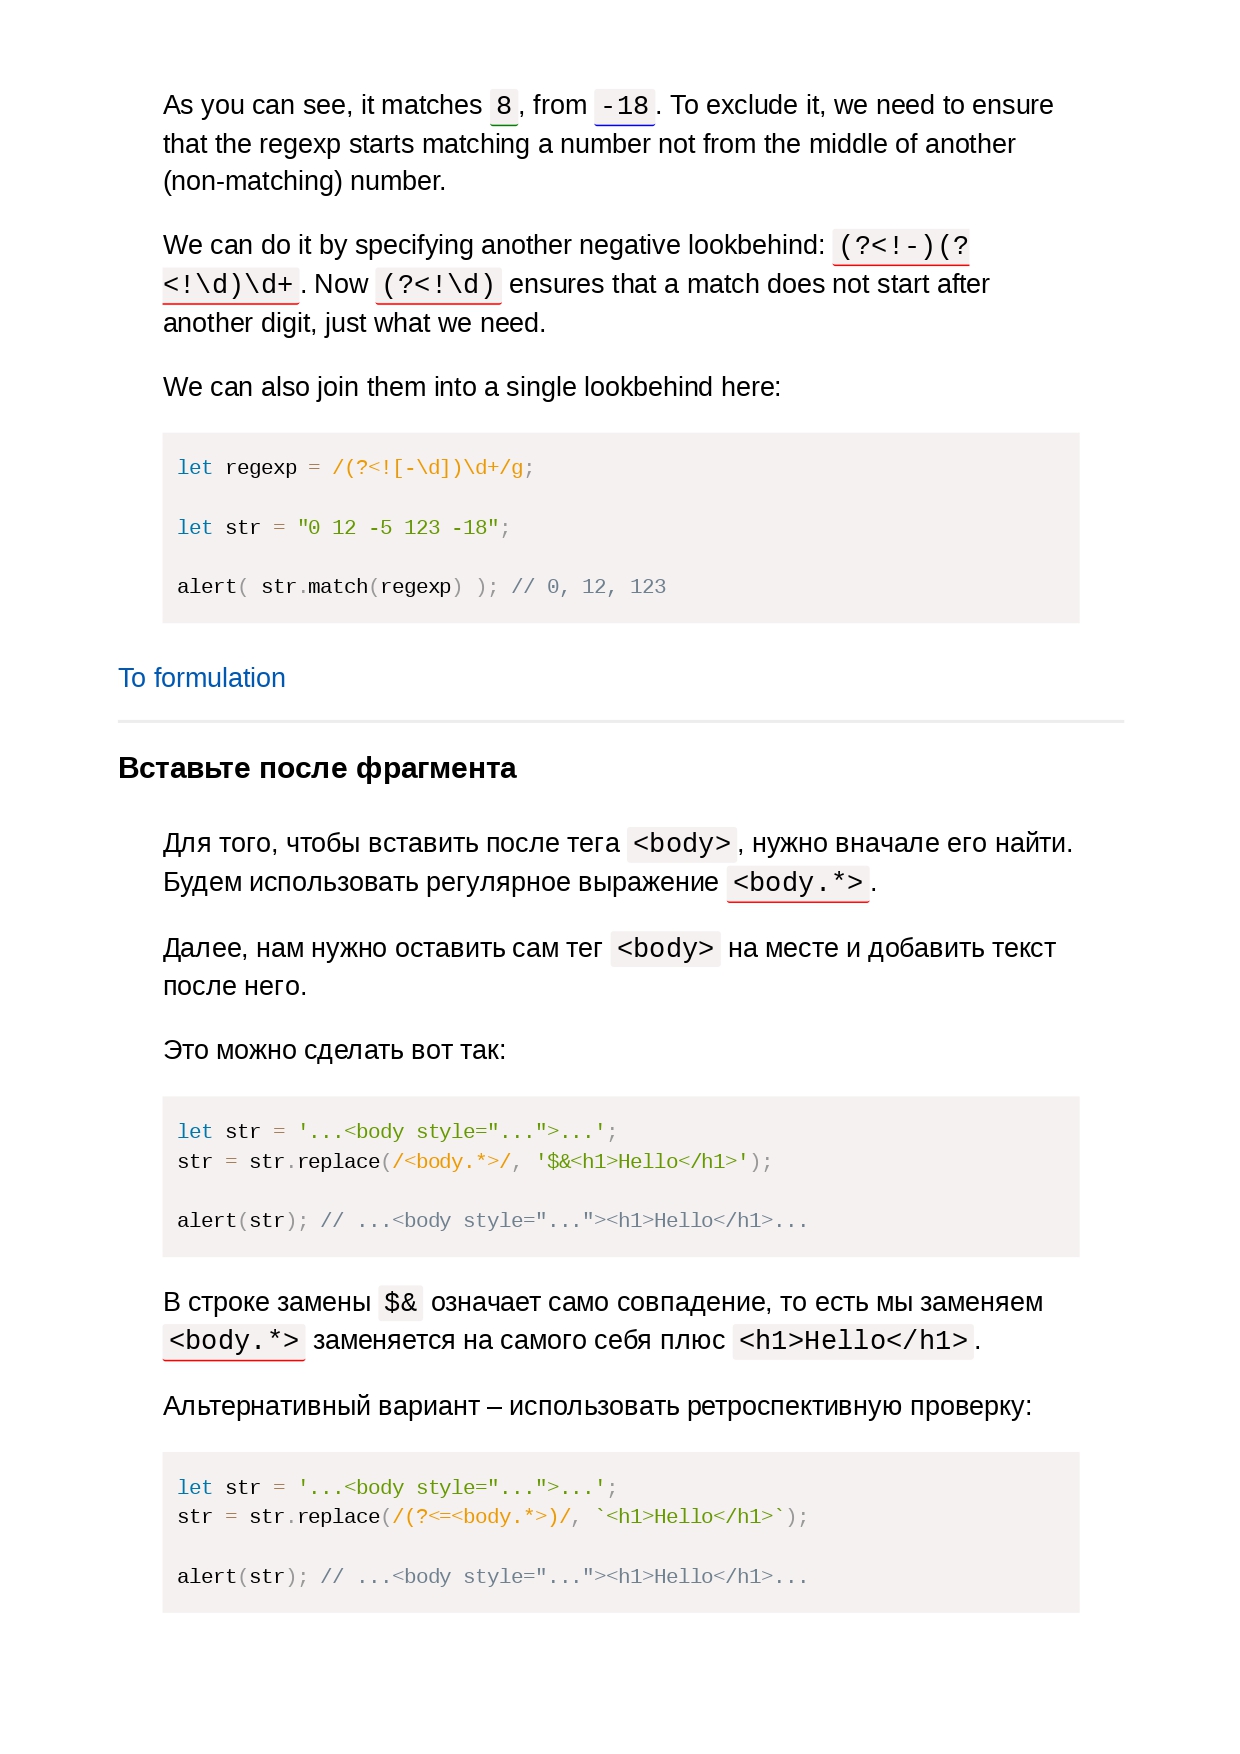 As you can see, it matches 8, from -18. To exclude it, we need to ensure
that the regexp starts matching a number not from the middle of another
(non-matching) number.
We can do it by specifying another negative lookbehind: (?<!-)(?
<!\d)\d+. Now (?<!\d) ensures that a match does not start after
another digit, just what we need.
We can also join them into a single lookbehind here:
let regexp = /(?<![-\d])\d+/g;
let str = "0 12 -5 123 -18";
alert( str.match(regexp) ); // 0, 12, 123
To formulation
Вставьте после фрагмента
Для того, чтобы вставить после тега <body>, нужно вначале его найти.
Будем использовать регулярное выражение <body.*>.
Далее, нам нужно оставить сам тег <body> на месте и добавить текст
после него.
Это можно сделать вот так:
let str = '...<body style="...">...';
str = str.replace(/<body.*>/, '$&<h1>Hello</h1>');
alert(str); // ...<body style="..."><h1>Hello</h1>...
В строке замены $& означает само совпадение, то есть мы заменяем
<body.*> заменяется на самого себя плюс <h1>Hello</h1>.
Альтернативный вариант – использовать ретроспективную проверку:
let str = '...<body style="...">...';
str = str.replace(/(?<=<body.*>)/, `<h1>Hello</h1>`);
alert(str); // ...<body style="..."><h1>Hello</h1>...